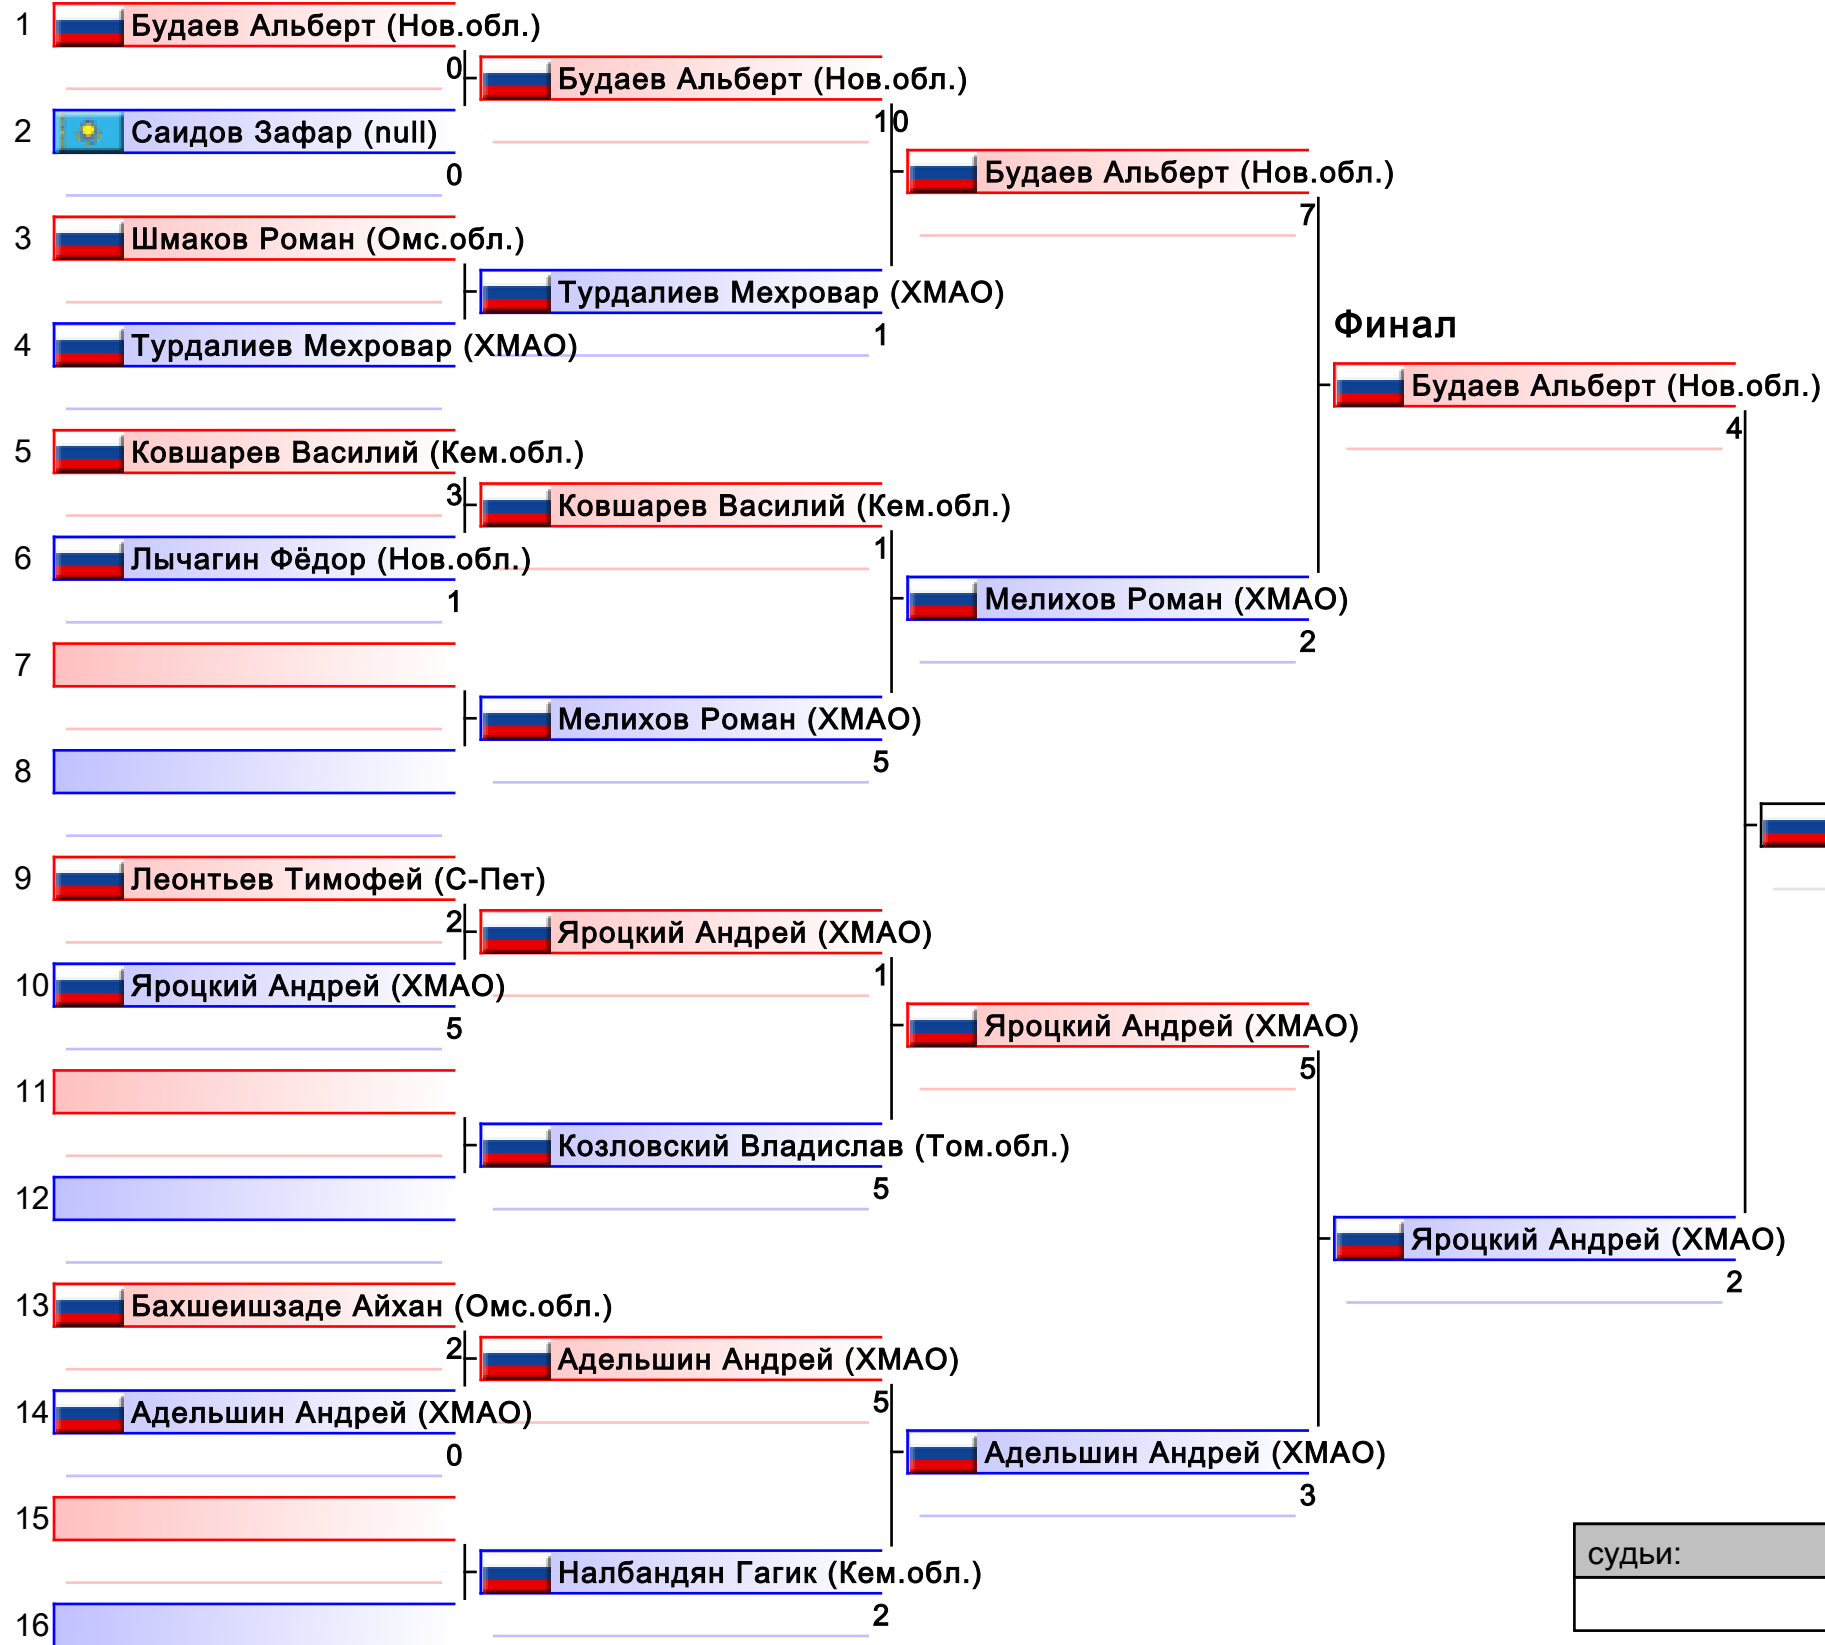 1 Будаев Альберт (Нов.обл.)
0
2 Саидов Зафар (null)
0
3 Шмаков Роман (Омс.обл.)
4 Турдалиев Мехровар (ХМАО)
5 Ковшарев Василий (Кем.обл.)
3
6 Лычагин Фёдор (Нов.обл.)
1
7
8
9 Леонтьев Тимофей (С-Пет)
2
10 Яроцкий Андрей (ХМАО)
5
11
12
13 Бахшеишзаде Айхан (Омс.обл.)
2
14 Адельшин Андрей (ХМАО)
0
15
16
Будаев Альберт (Нов.обл.)
10
Турдалиев Мехровар (ХМАО)
1
Ковшарев Василий (Кем.обл.)
1
Мелихов Роман (ХМАО)
5
Яроцкий Андрей (ХМАО)
1
Козловский Владислав (Том.обл.)
5
Адельшин Андрей (ХМАО)
5
Налбандян Гагик (Кем.обл.)
2
Будаев Альберт (Нов.обл.)
7
Мелихов Роман (ХМАО)
2
Яроцкий Андрей (ХМАО)
5
Адельшин Андрей (ХМАО)
3
Финал
Будаев Альберт (Нов.обл.)
4
Яроцкий Андрей (ХМАО)
2
судьи: